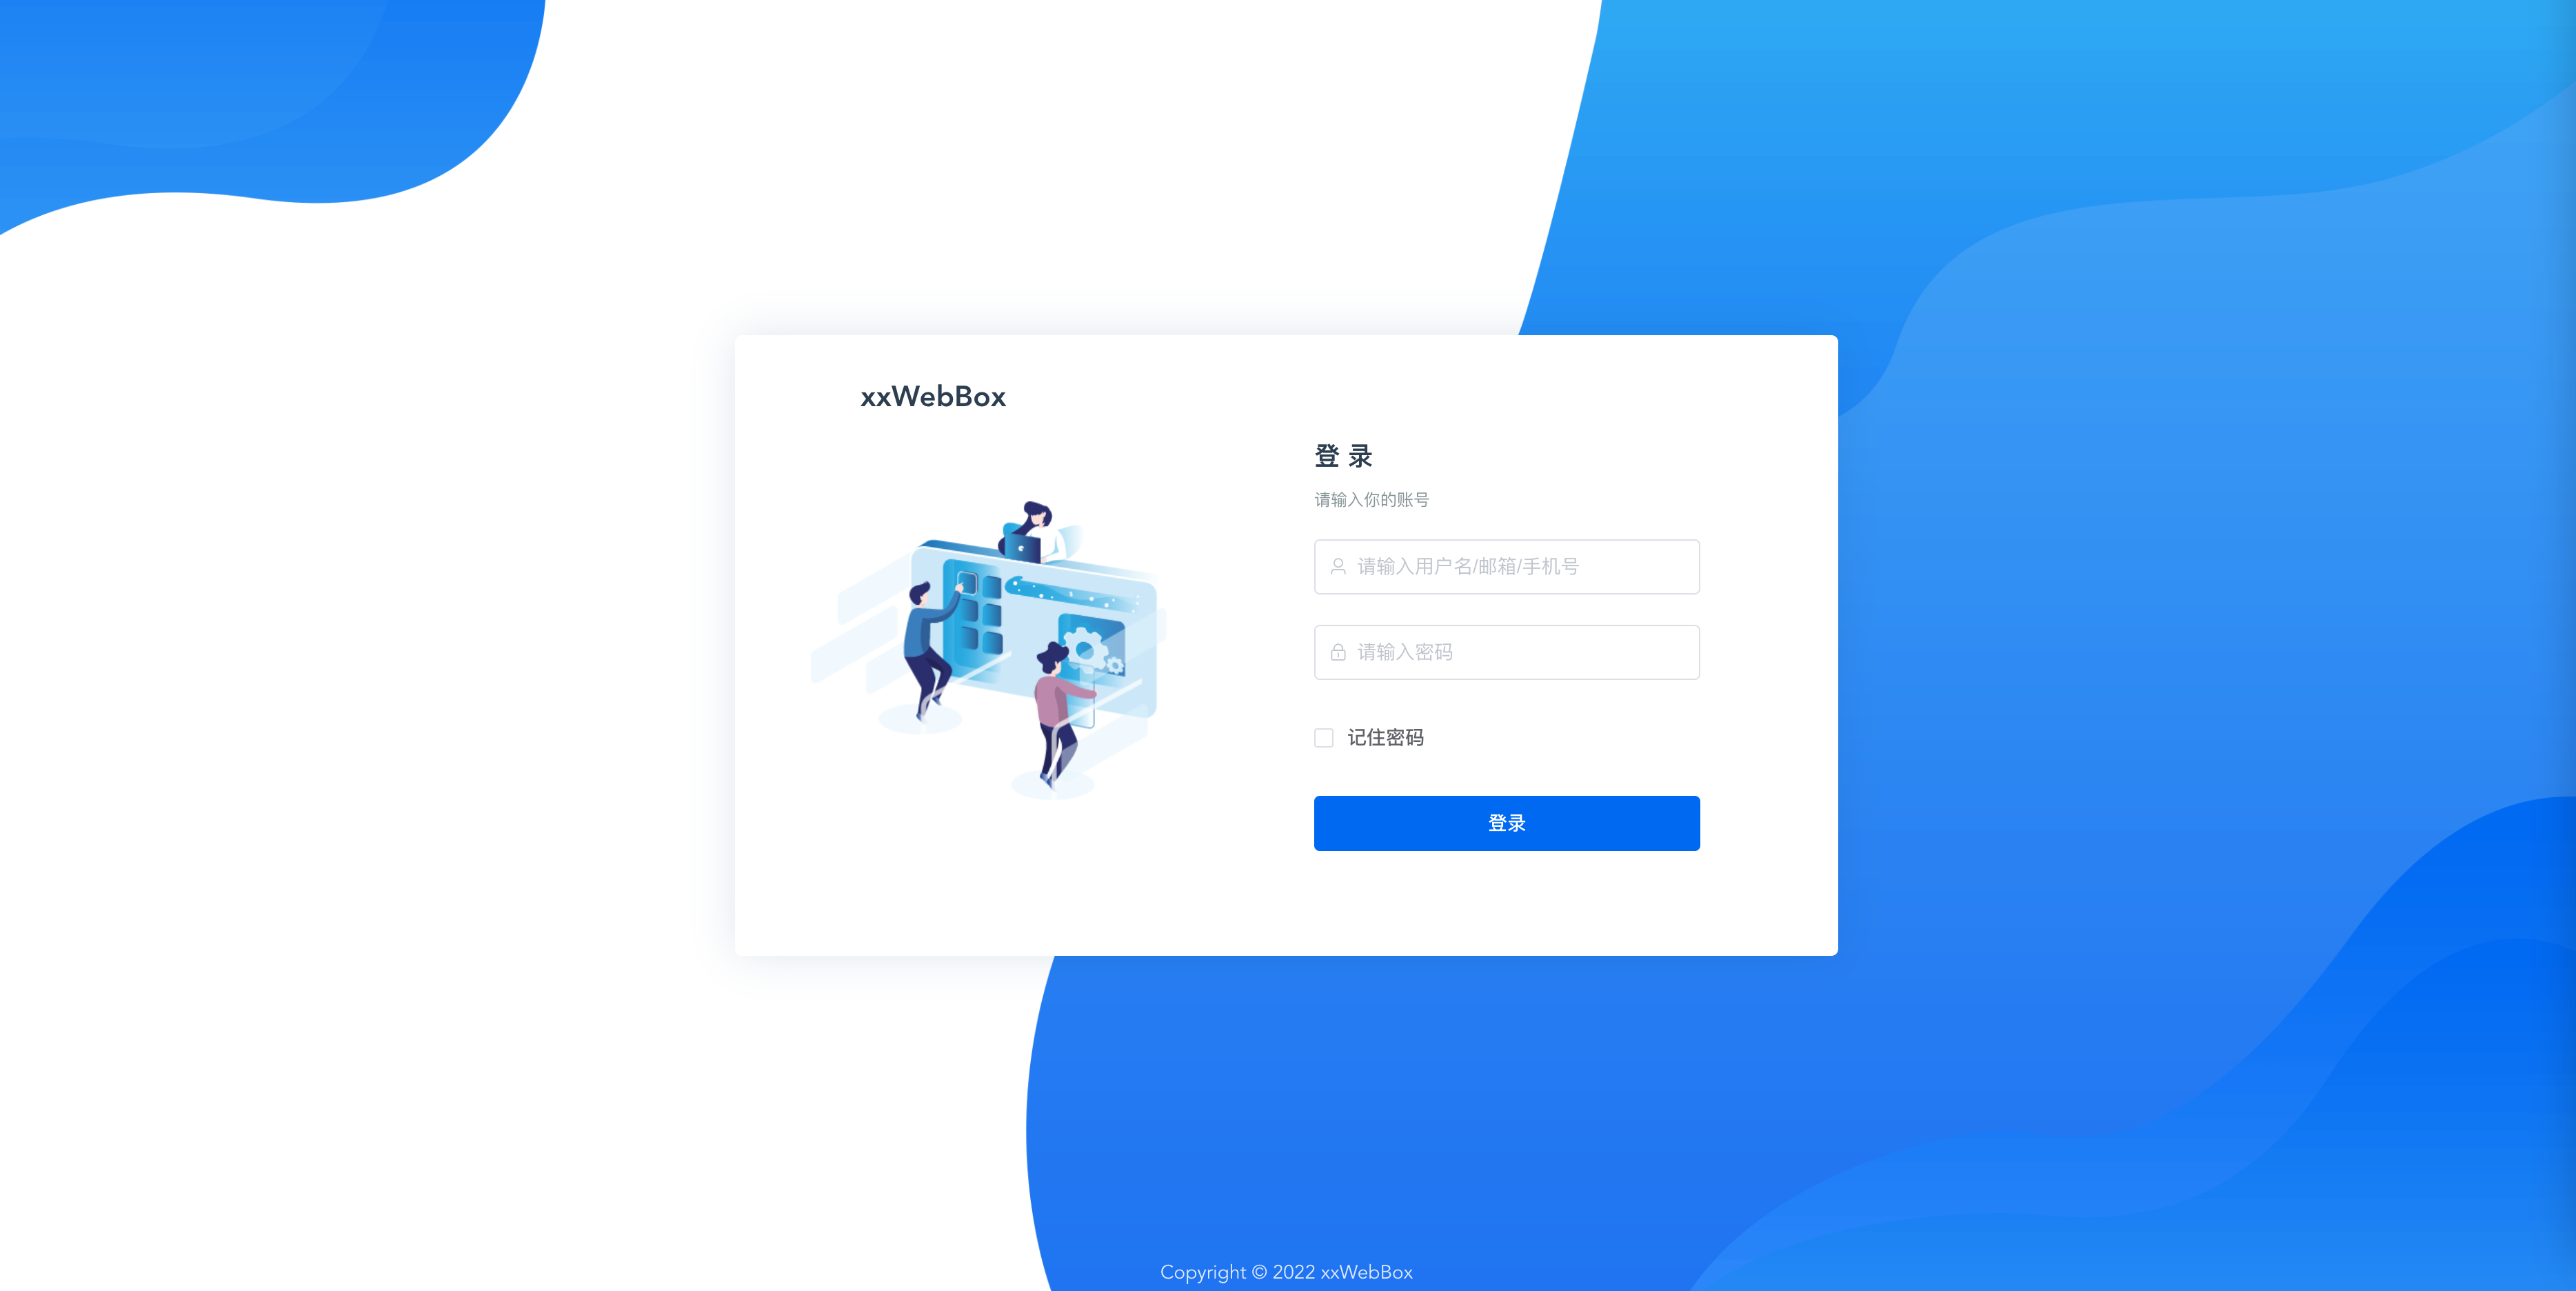 xxWebBox
登 录
请输入你的账号
请输入用户名/邮箱/手机号
请输入密码
记住密码
登录
Copyright © 2022 xxWebBox